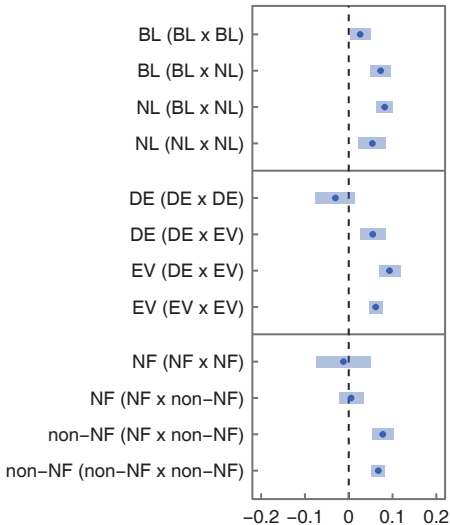 BL (BL x BL)
BL (BL x NL)
NL (BL x NL)
NL (NL x NL)
DE (DE x DE)
DE (DE x EV)
EV (DE x EV)
EV (EV x EV)
NF (NF x NF)
NF (NF x non−NF)
non−NF (NF x non−NF)
non−NF (non−NF x non−NF)
−0.2 −0.1 0 0.1 0.2